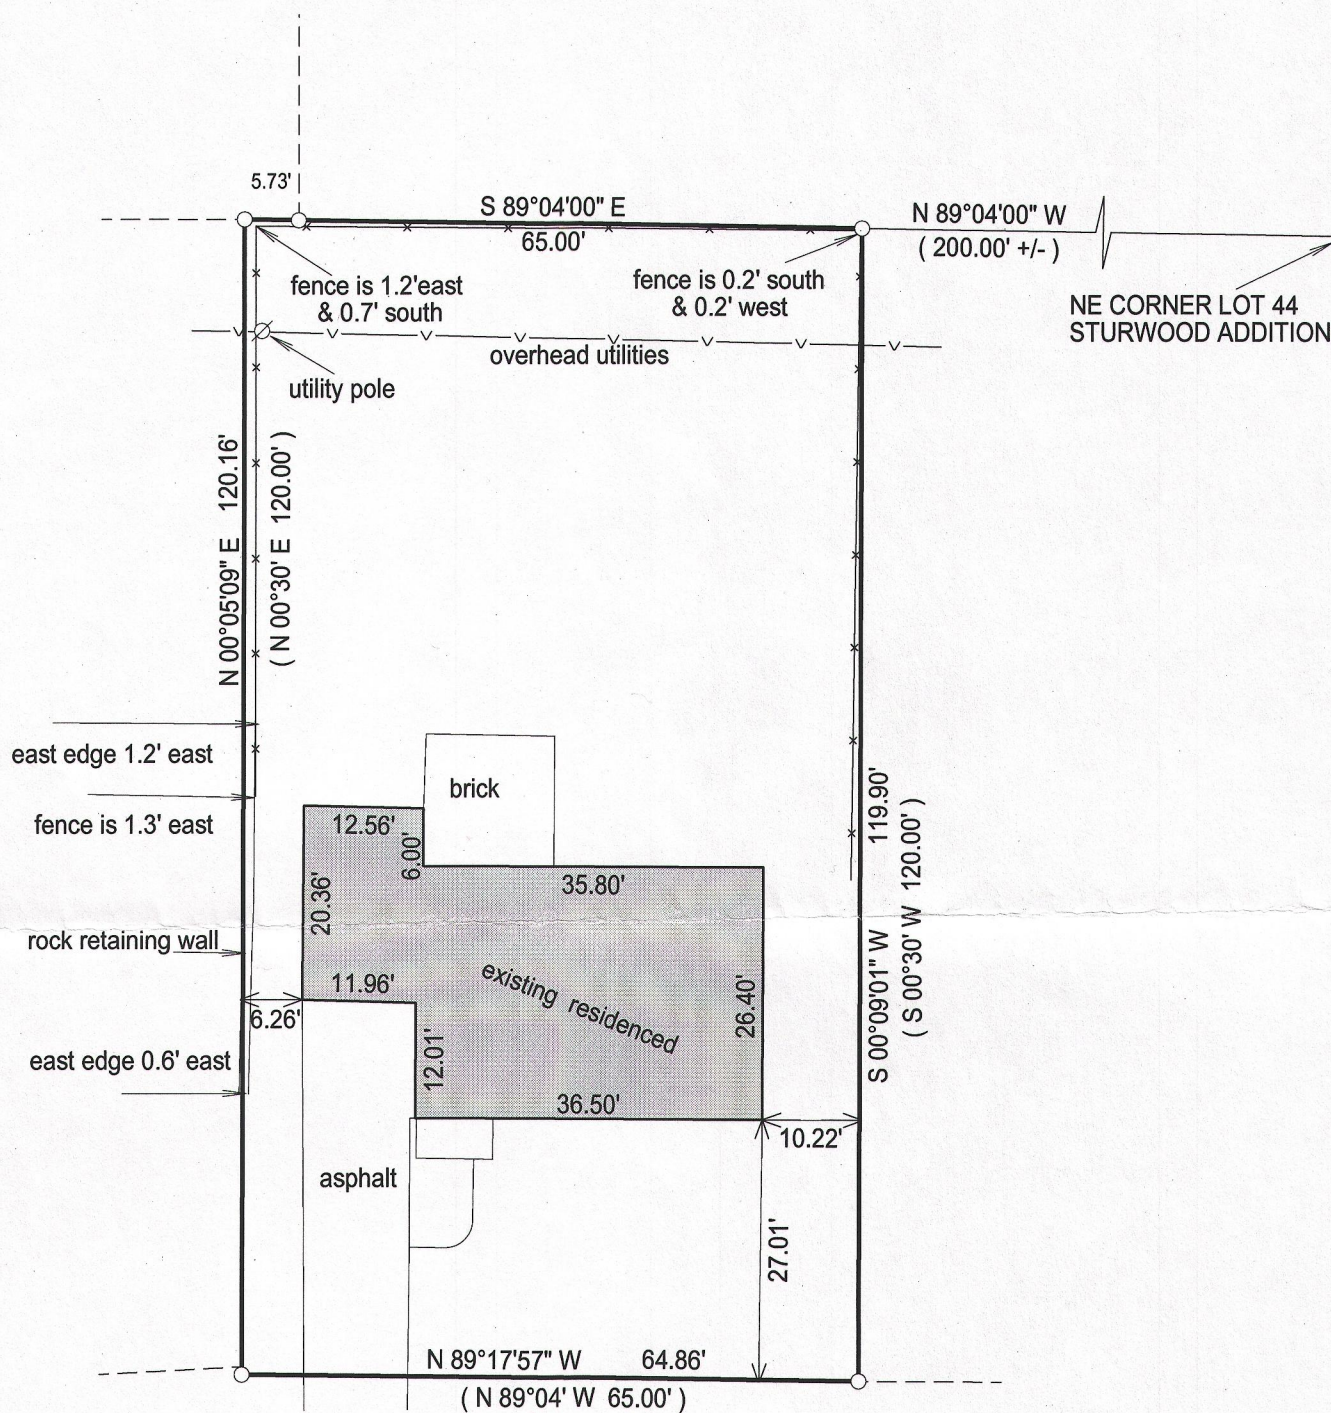 5.73'
S 89°04'00" E
65.00'
N 89°04'00" W
( 200.00' +/- )
fence is 1.2'east
& 0.7' south
fence is 0.2' south
& 0.2' west
NE CORNER LOT 44
STURWOOD ADDITION
overhead utilities
utility pole
N 00°05'09" E 120.16'
( N 00°30' E 120.00' )
east edge 1.2' east
fence is 1.3' east
brick
12.56'
6.00'
35.80'
20.36'
rock retaining wall
11.96'
existing residenced
26.40'
6.26'
east edge 0.6' east
12.01'
36.50'
10.22'
119.90'
S 00°09'01" W
( S 00°30' W 120.00' )
asphalt
27.01'
N 89°17'57" W 64.86'
( N 89°04' W 65.00' )